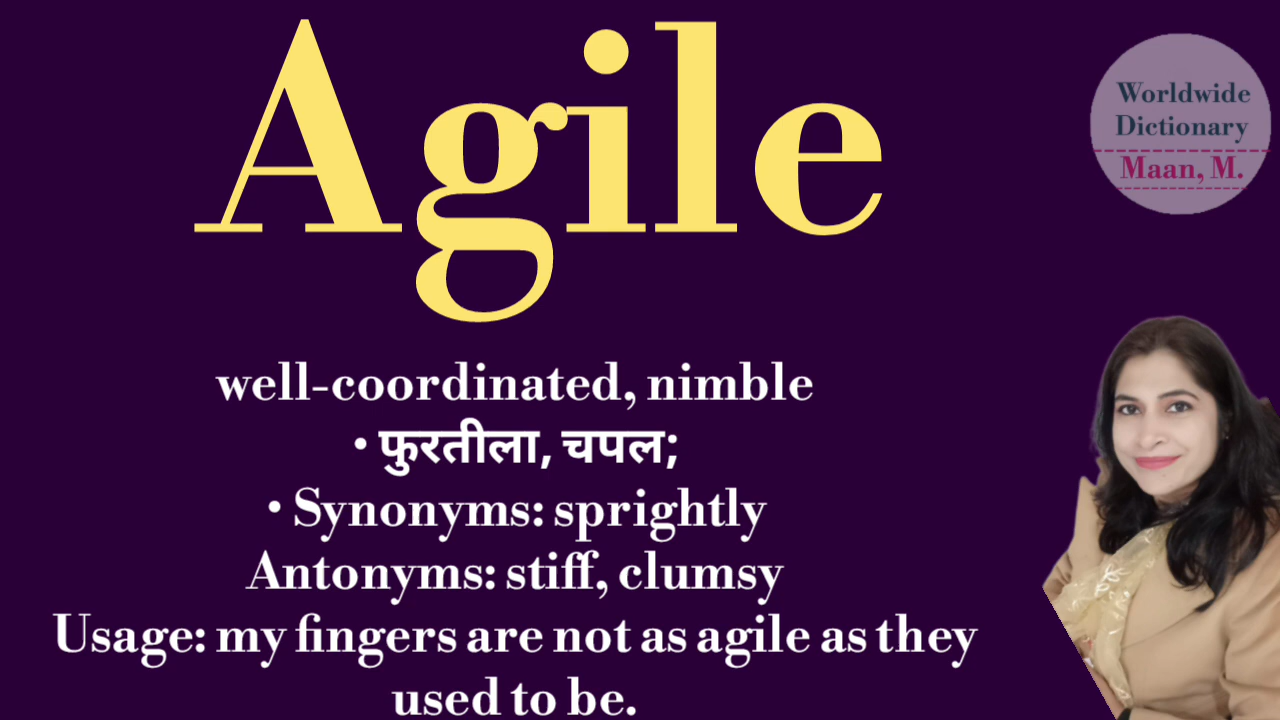 Agile
Worldwide
Dictionary
Maan, M.
well-coordinated, nimble
• फुरतीला, चपल;
• Synonyms: sprightly
Antonyms: stiff, clumsy
Usage: my fingers are not as agile as they
used to be.